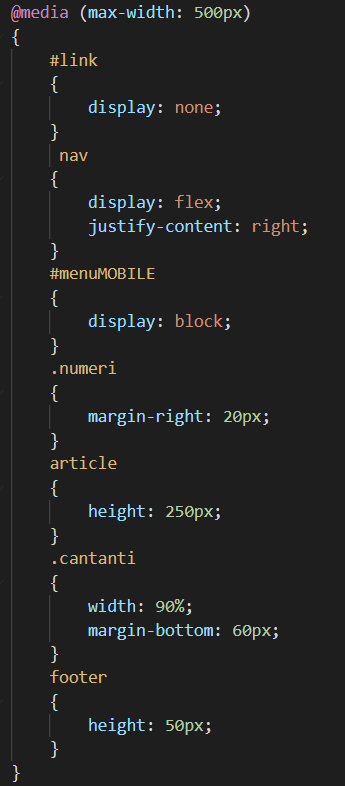 @media (max-width: 500px)
{
    #link
    {
        display: none;
    }
     nav
    {
        display: flex;
        justify-content: right;
    }
    #menuMOBILE
    {
        display: block;
    }
    .numeri
    {
        margin-right: 20px;
    }
    article
    {
        height: 250px;
    }
    .cantanti
    {
        width: 90%;
        margin-bottom: 60px;
    }
    footer
    {
        height: 50px;
    }
}